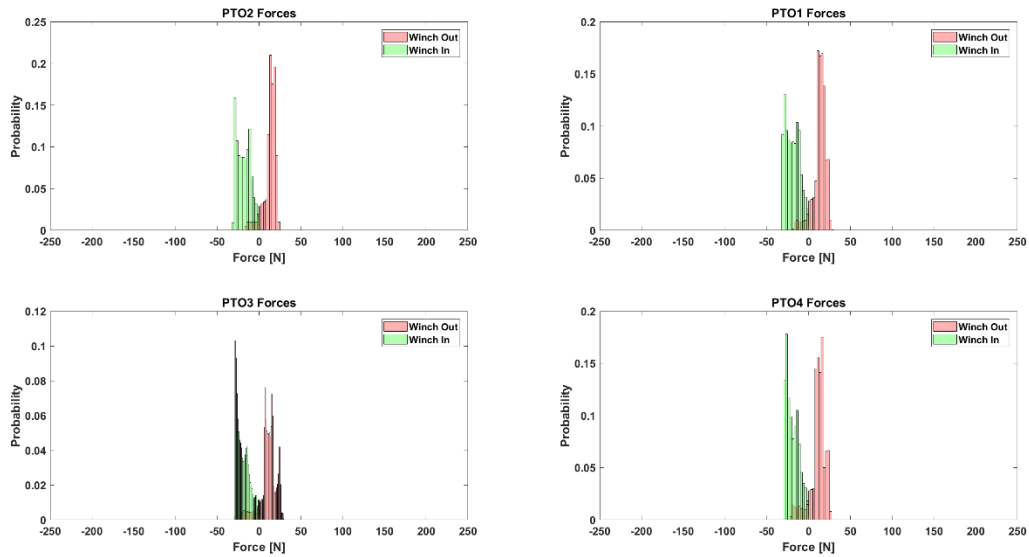 PTO2 Forces
0.25
0.2
0.15
0.1
0.05
0
Probability
Winch Out
Winch In
-250 -200 -150 -100 -50 0 50 100 150 200 250
Force [N]
PTO1 Forces
0.2
0.15
0.1
0.05
0
Probability
Winch Out
Winch In
-250 -200 -150 -100 -50 0 50 100 150 200 250
Force [N]
PTO3 Forces
0.12
0.1
0.08
0.06
0.04
0.02
0
Probability
Winch Out
Winch In
-250 -200 -150 -100 -50 0 50 100 150 200 250
Force [N]
PTO4 Forces
0.2
0.15
0.1
0.05
0
Probability
Winch Out
Winch In
-250 -200 -150 -100 -50 0 50 100 150 200 250
Force [N]